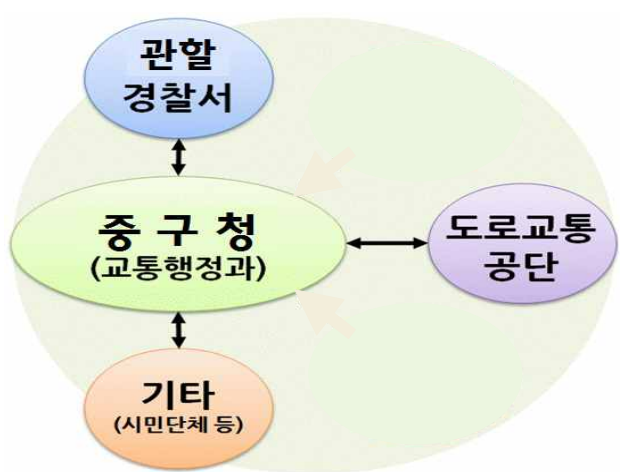 관할
경찰서
중 구 청
(교통행정과)
도로교통
공단
기타
(시민단체 등)